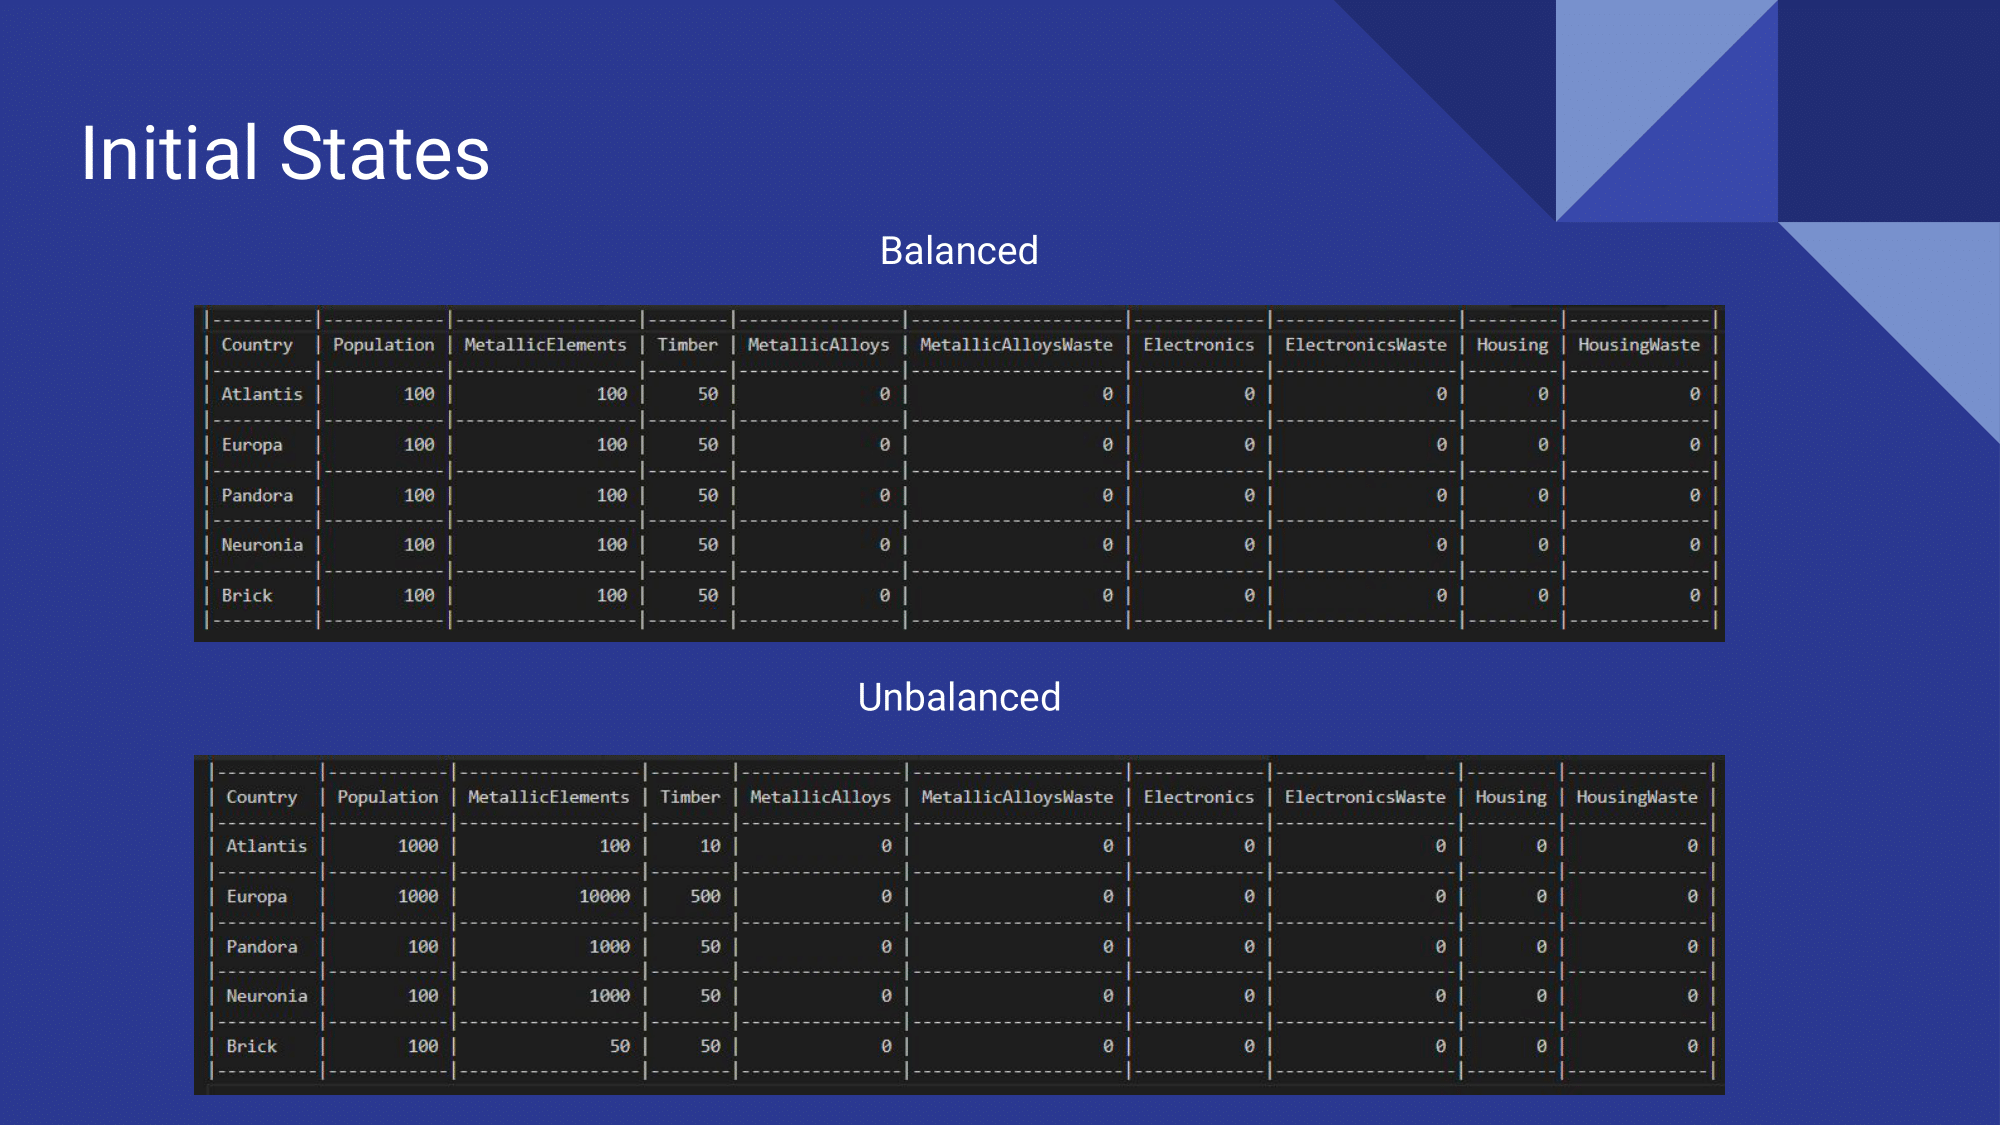 Initial States
Balanced
|----------|------------|------------------|--------|----------------|---------------------|-------------|------------------|---------|--------------|
| Country | Population | MetallicElements | Timber | MetallicAlloys | MetallicAlloysWaste | Electronics | ElectronicsWaste | Housing | HousingWaste |
|----------|------------|------------------|--------|----------------|---------------------|-------------|------------------|---------|--------------|
| Atlantis | 100 | 100 | 50 | 0 | 0 | 0 | 0 | 0 | 0 |
|----------|------------|------------------|--------|----------------|---------------------|-------------|------------------|---------|--------------|
| Europa | 100 | 100 | 50 | 0 | 0 | 0 | 0 | 0 | 0 |
|----------|------------|------------------|--------|----------------|---------------------|-------------|------------------|---------|--------------|
| Pandora | 100 | 100 | 50 | 0 | 0 | 0 | 0 | 0 | 0 |
|----------|------------|------------------|--------|----------------|---------------------|-------------|------------------|---------|--------------|
| Neuronia | 100 | 100 | 50 | 0 | 0 | 0 | 0 | 0 | 0 |
|----------|------------|------------------|--------|----------------|---------------------|-------------|------------------|---------|--------------|
| Brick | 100 | 100 | 50 | 0 | 0 | 0 | 0 | 0 | 0 |
|----------|------------|------------------|--------|----------------|---------------------|-------------|------------------|---------|--------------|
Unbalanced
|----------|------------|------------------|--------|----------------|---------------------|-------------|------------------|---------|--------------|
| Country | Population | MetallicElements | Timber | MetallicAlloys | MetallicAlloysWaste | Electronics | ElectronicsWaste | Housing | HousingWaste |
|----------|------------|------------------|--------|----------------|---------------------|-------------|------------------|---------|--------------|
| Atlantis | 1000 | 100 | 10 | 0 | 0 | 0 | 0 | 0 | 0 |
|----------|------------|------------------|--------|----------------|---------------------|-------------|------------------|---------|--------------|
| Europa | 1000 | 10000 | 500 | 0 | 0 | 0 | 0 | 0 | 0 |
|----------|------------|------------------|--------|----------------|---------------------|-------------|------------------|---------|--------------|
| Pandora | 100 | 1000 | 50 | 0 | 0 | 0 | 0 | 0 | 0 |
|----------|------------|------------------|--------|----------------|---------------------|-------------|------------------|---------|--------------|
| Neuronia | 100 | 1000 | 50 | 0 | 0 | 0 | 0 | 0 | 0 |
|----------|------------|------------------|--------|----------------|---------------------|-------------|------------------|---------|--------------|
| Brick | 100 | 50 | 50 | 0 | 0 | 0 | 0 | 0 | 0 |
|----------|------------|------------------|--------|----------------|---------------------|-------------|------------------|---------|--------------|